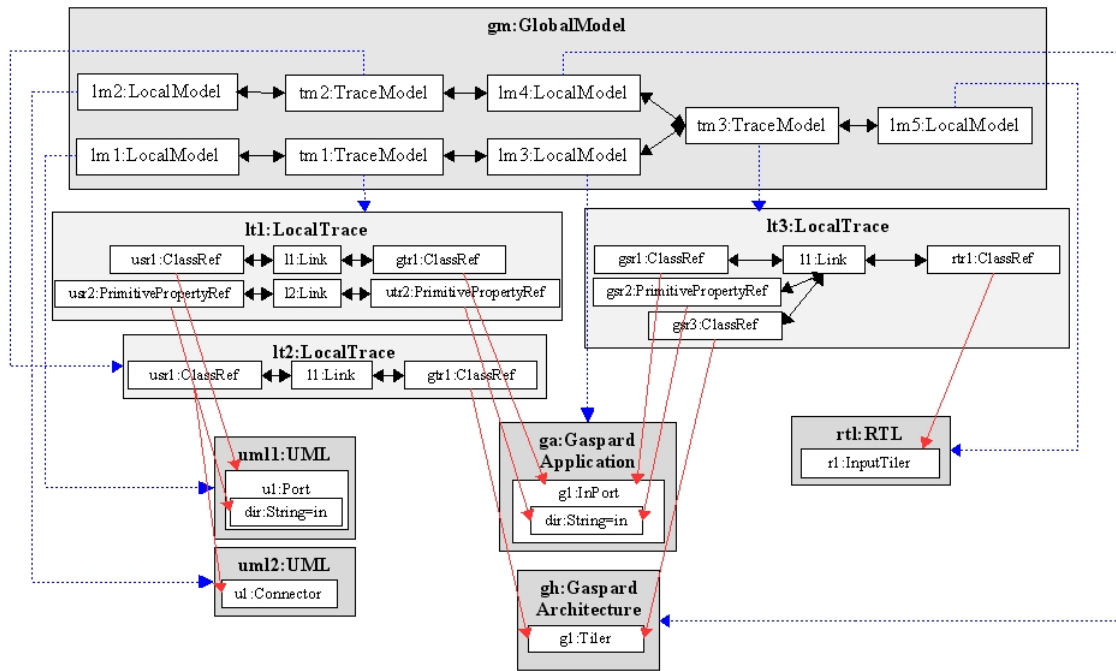 gm:GlobalModel
lm2:LocalModel
tm2:TraceModel
lm4:LocalModel
tm3:TraceModel
lm5:LocalModel
lm1:LocalModel
tm1:TraceModel
lm3:LocalModel
lt1:LocalTrace
usr1:ClassRef
l1:Link
gtr1:ClassRef
usr2:PrimitivePropertyRef
l2:Link
utr2:PrimitivePropertyRef
lt3:LocalTrace
gsr1:ClassRef
l1:Link
rtr1:ClassRef
gsr2:PrimitivePropertyRef
gsr3:ClassRef
lt2:LocalTrace
usr1:ClassRef
l1:Link
gtr1:ClassRef
uml1:UML
u1:Port
dir:String=in
ga:Gaspard
Application
g1:InPort
dir:String=in
rtl:RTL
r1:InputTiler
uml2:UML
u1:Connector
gh:Gaspard
Architecture
g1:Tiler